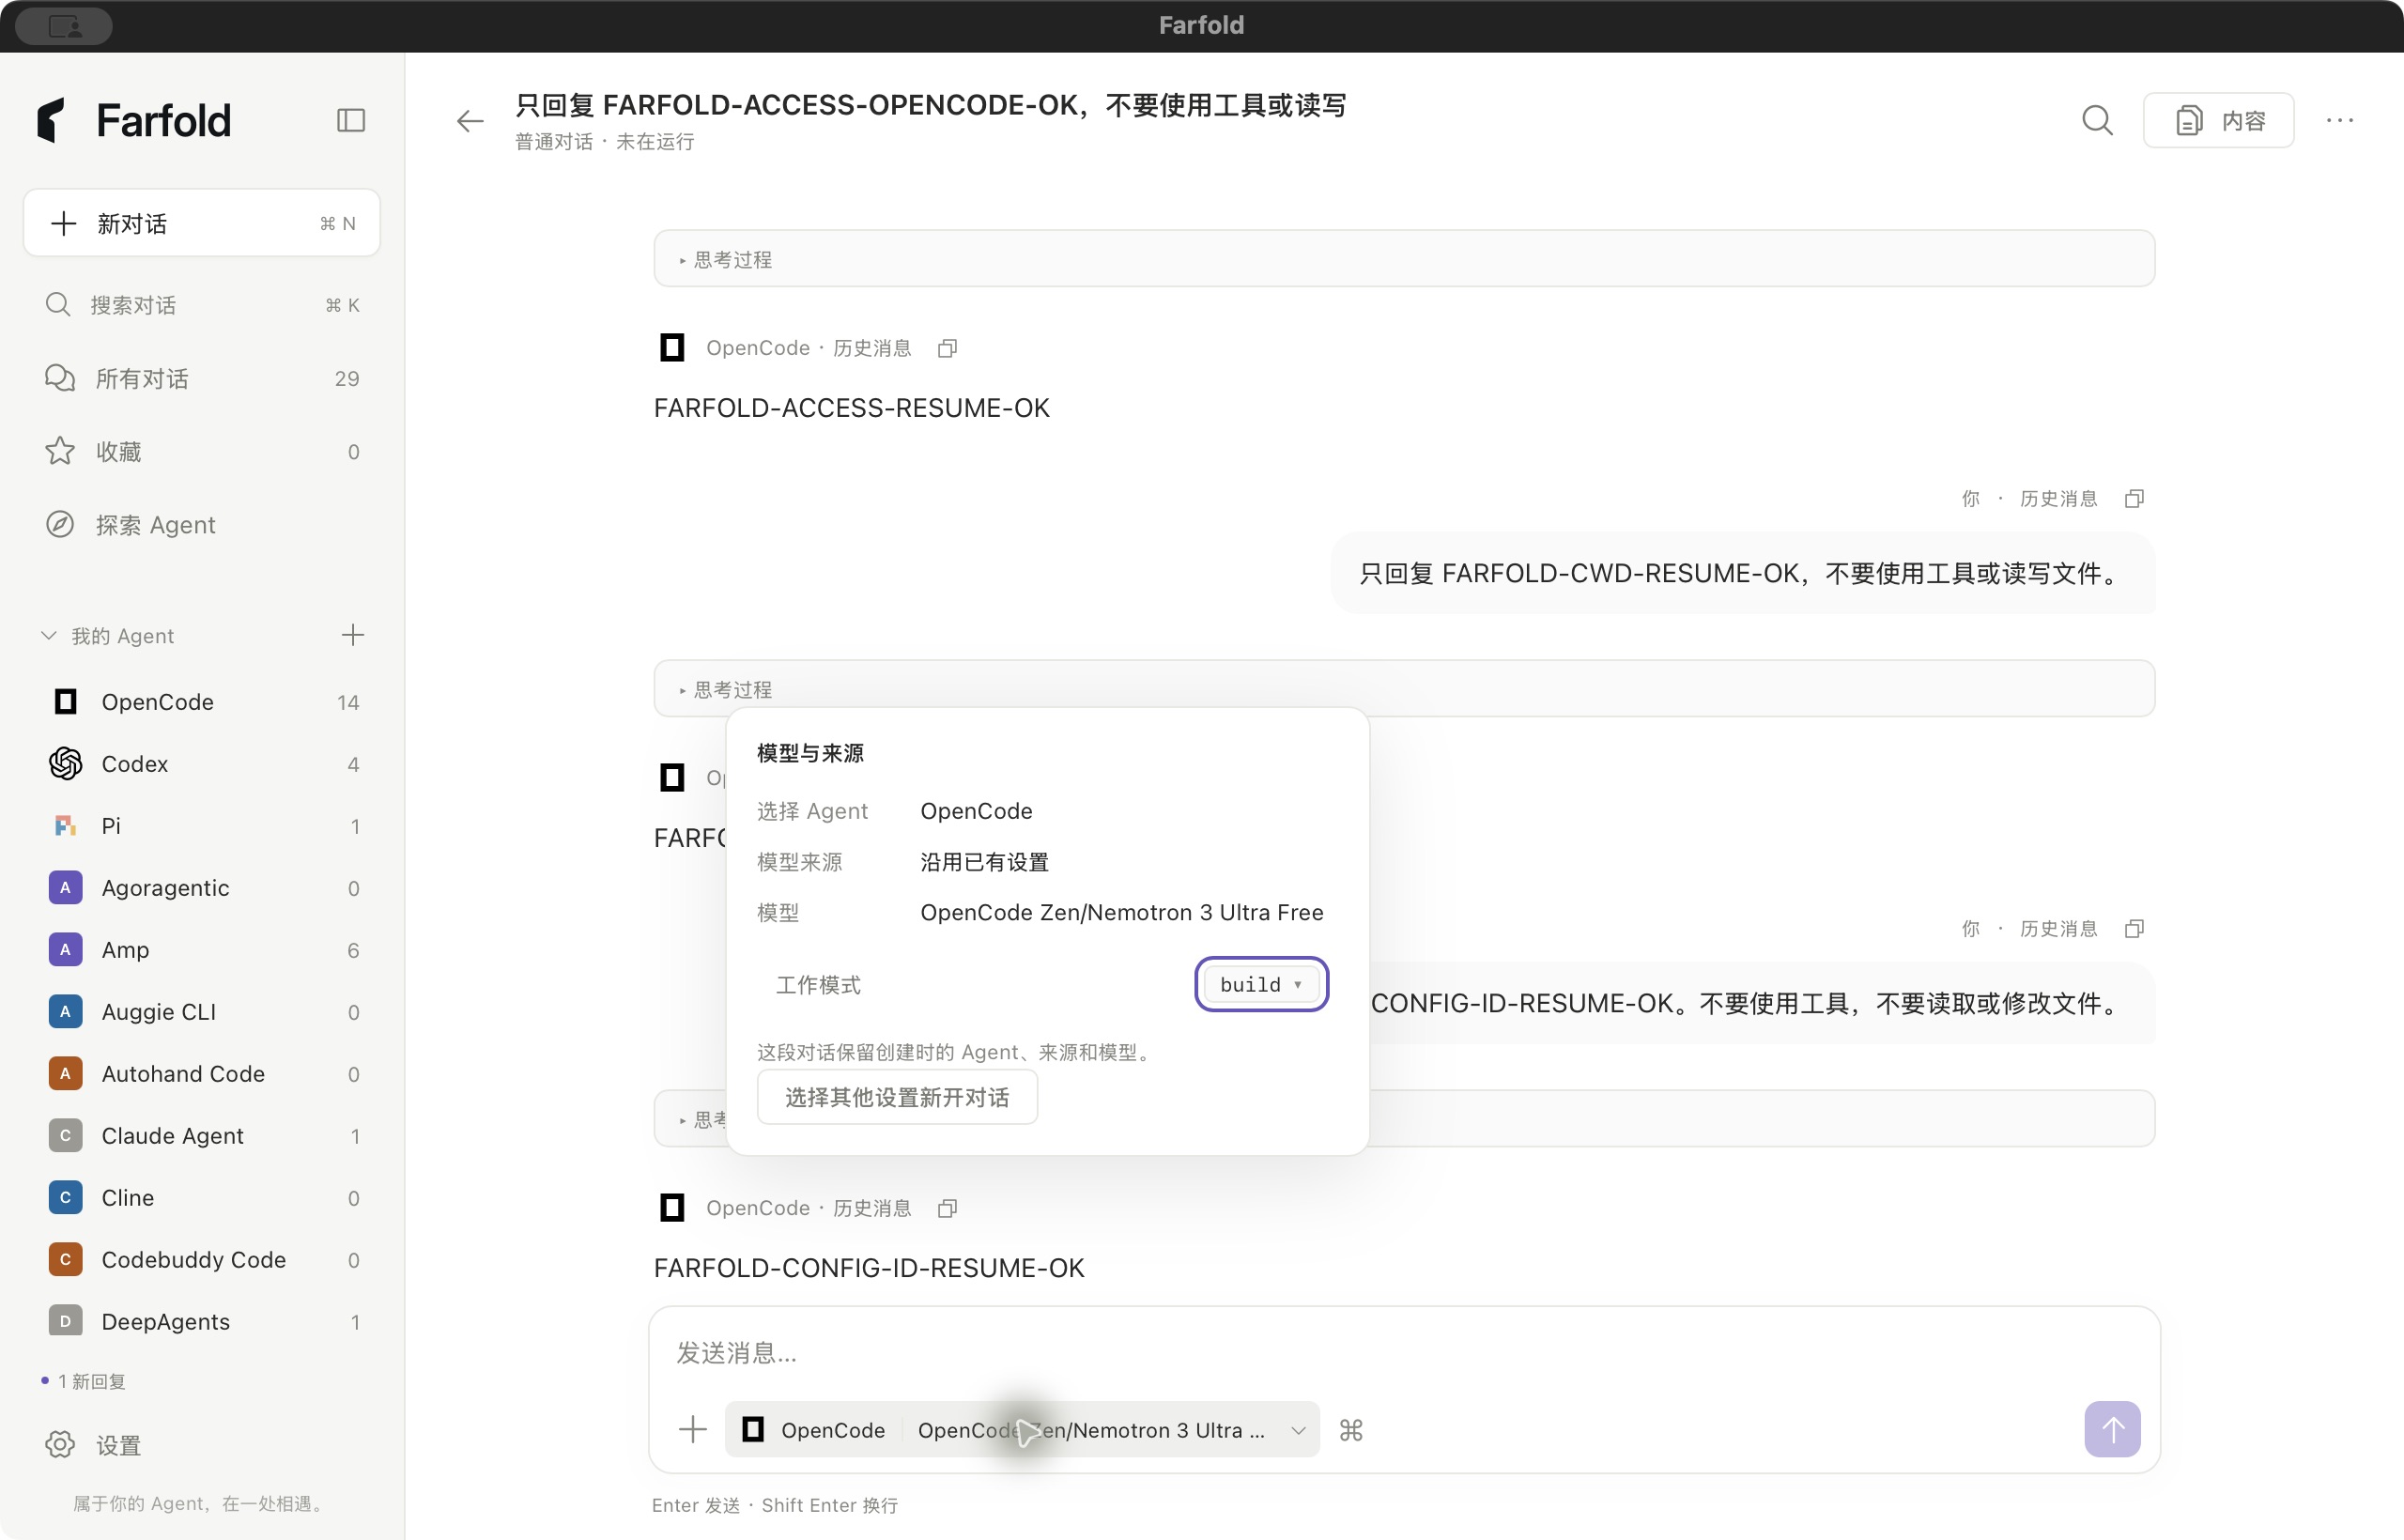 Farfold
Farfold
新对话 ⌘ N
搜索对话 ⌘ K
所有对话 29
收藏 0
探索 Agent
我的 Agent
OpenCode 14
Codex 4
Pi 1
A Agoragentic 0
A Amp 6
A Auggie CLI 0
A Autohand Code 0
C Claude Agent 1
C Cline 0
C Codebuddy Code 0
D DeepAgents 1
1 新回复
设置
属于你的 Agent，在一处相遇。
只回复 FARFOLD-ACCESS-OPENCODE-OK，不要使用工具或读写
普通对话 · 未在运行
内容
思考过程
OpenCode · 历史消息
FARFOLD-ACCESS-RESUME-OK
你 · 历史消息
只回复 FARFOLD-CWD-RESUME-OK，不要使用工具或读写文件。
思考过程
模型与来源
选择 Agent OpenCode
模型来源 沿用已有设置
模型 OpenCode Zen/Nemotron 3 Ultra Free
工作模式 build
这段对话保留创建时的 Agent、来源和模型。
选择其他设置新开对话
你 · 历史消息
CONFIG-ID-RESUME-OK。不要使用工具，不要读取或修改文件。
OpenCode · 历史消息
FARFOLD-CONFIG-ID-RESUME-OK
发送消息...
OpenCode OpenCode Zen/Nemotron 3 Ultra ... ⌘
Enter 发送 · Shift Enter 换行